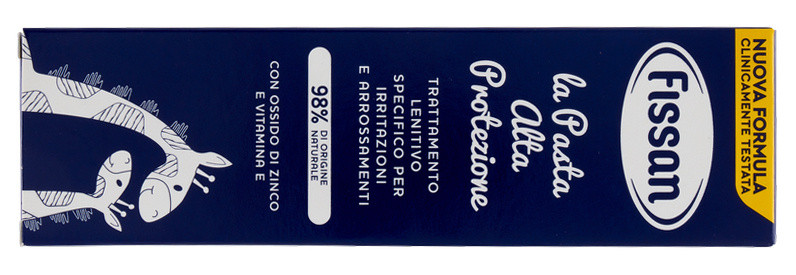 NUOVA FORMULA
CLINICAMENTE TESTATA
Fissan
la Pasta
Alta
Protezione
TRATTAMENTO
LENITIVO
SPECIFICO PER
IRRITAZIONI
E ARROSSAMENTI
98% DI ORIGINE
NATURALE*
CON OSSIDO DI ZINCO
E VITAMINA E